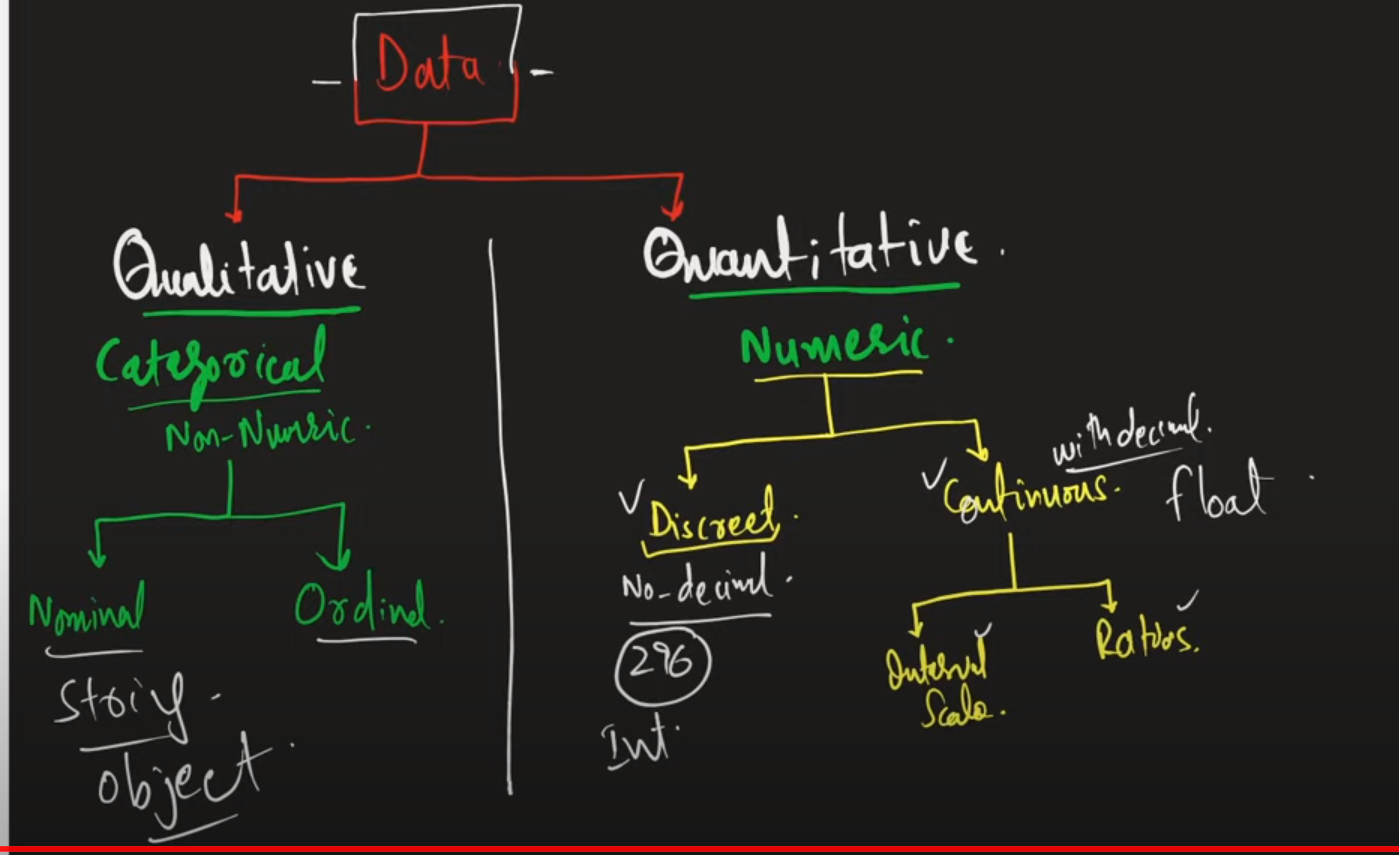 Data
Qualitative
Quantitative.
Categorical
Numeric.
Non-Numric.
with decimal.
Discreet.
Continuous.
float
No-decimal.
Nominal
Ordinal.
296
Interval
Scale.
Ratios.
String.
Int.
object